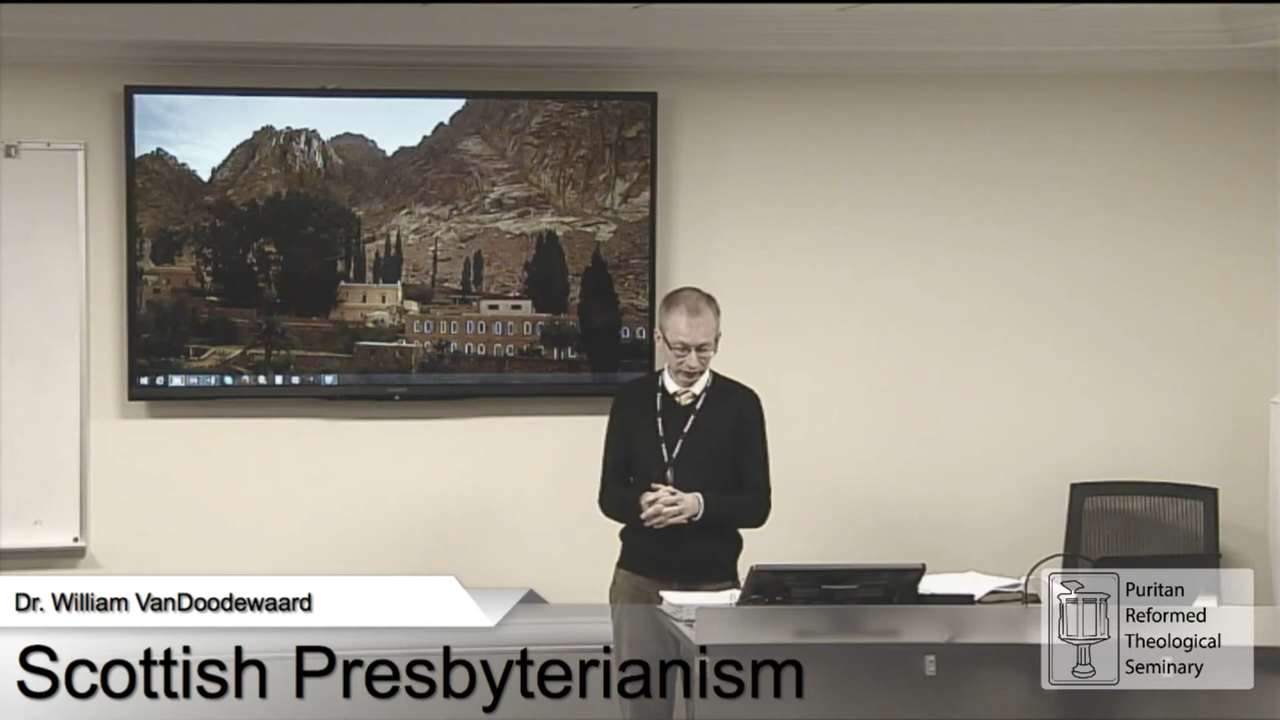 Dr. William VanDoodewaard
Scottish Presbyterianism
Puritan
Reformed
Theological
Seminary